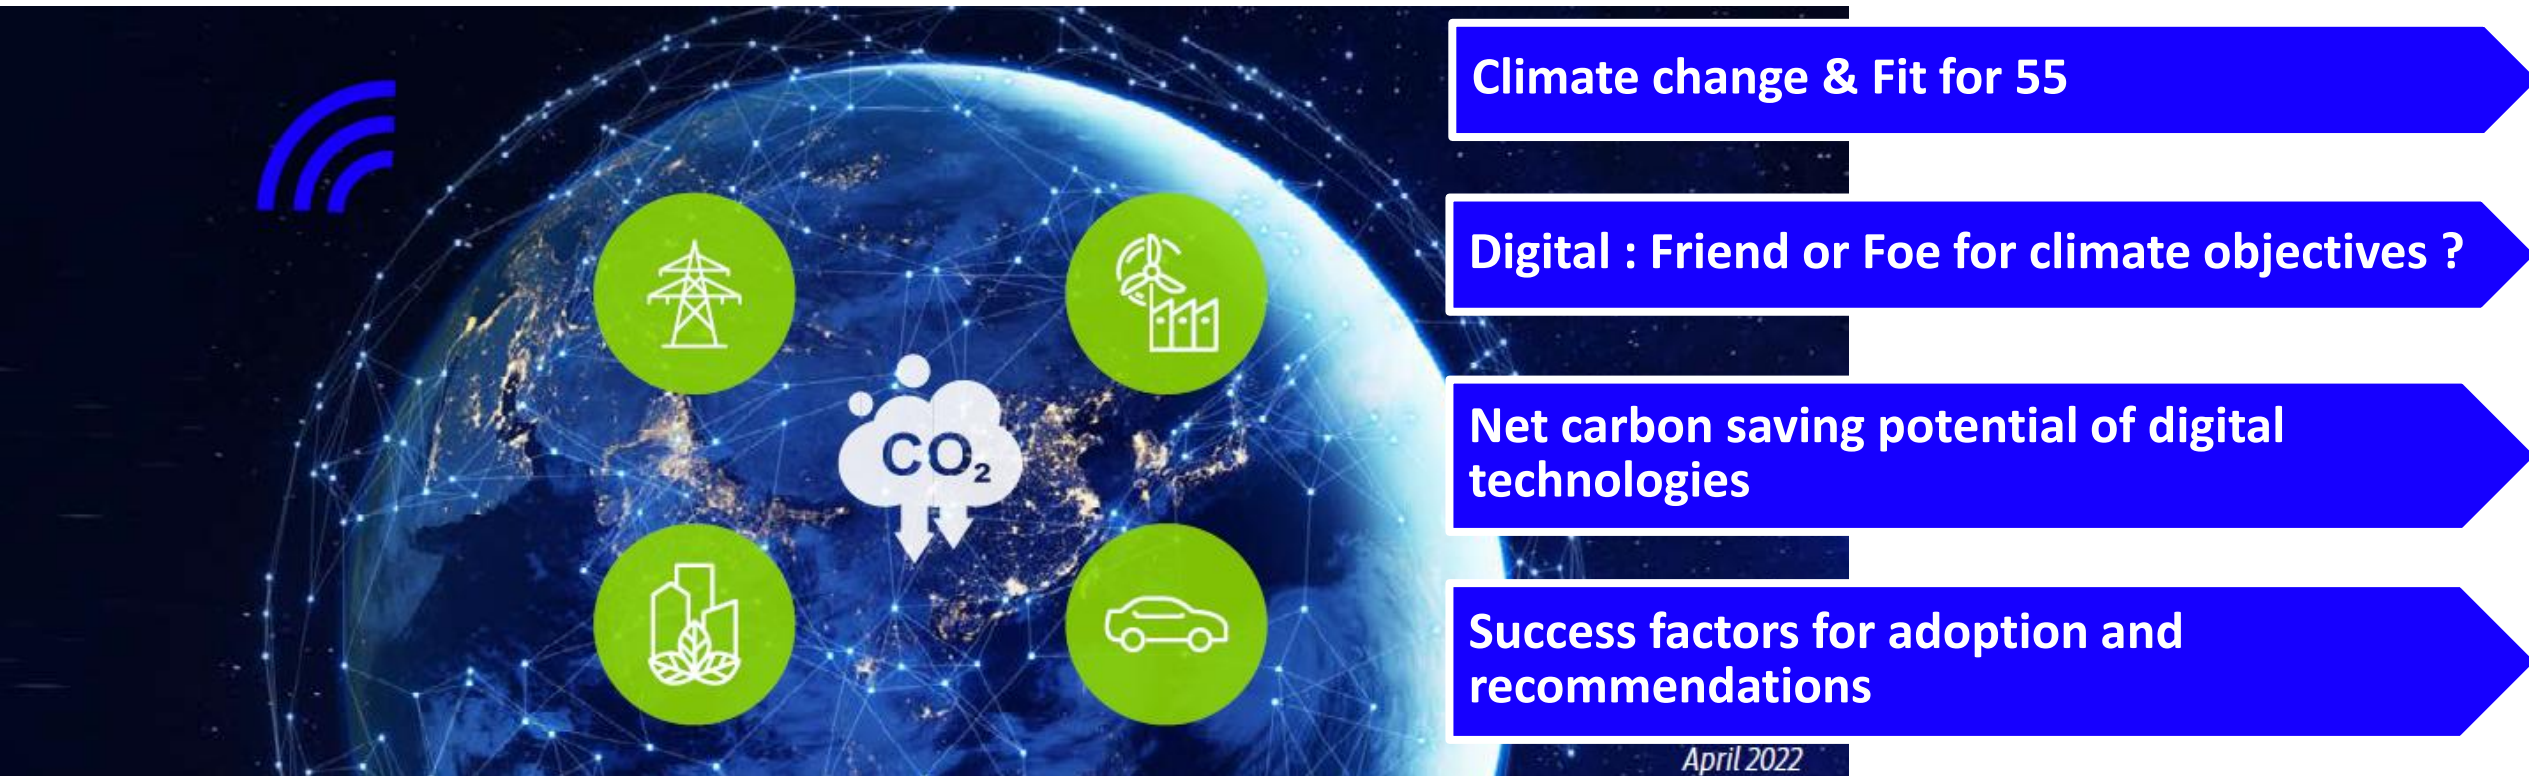 Climate change & Fit for 55
Digital : Friend or Foe for climate objectives ?
CO₂
Net carbon saving potential of digital
technologies
Success factors for adoption and
recommendations
April 2022